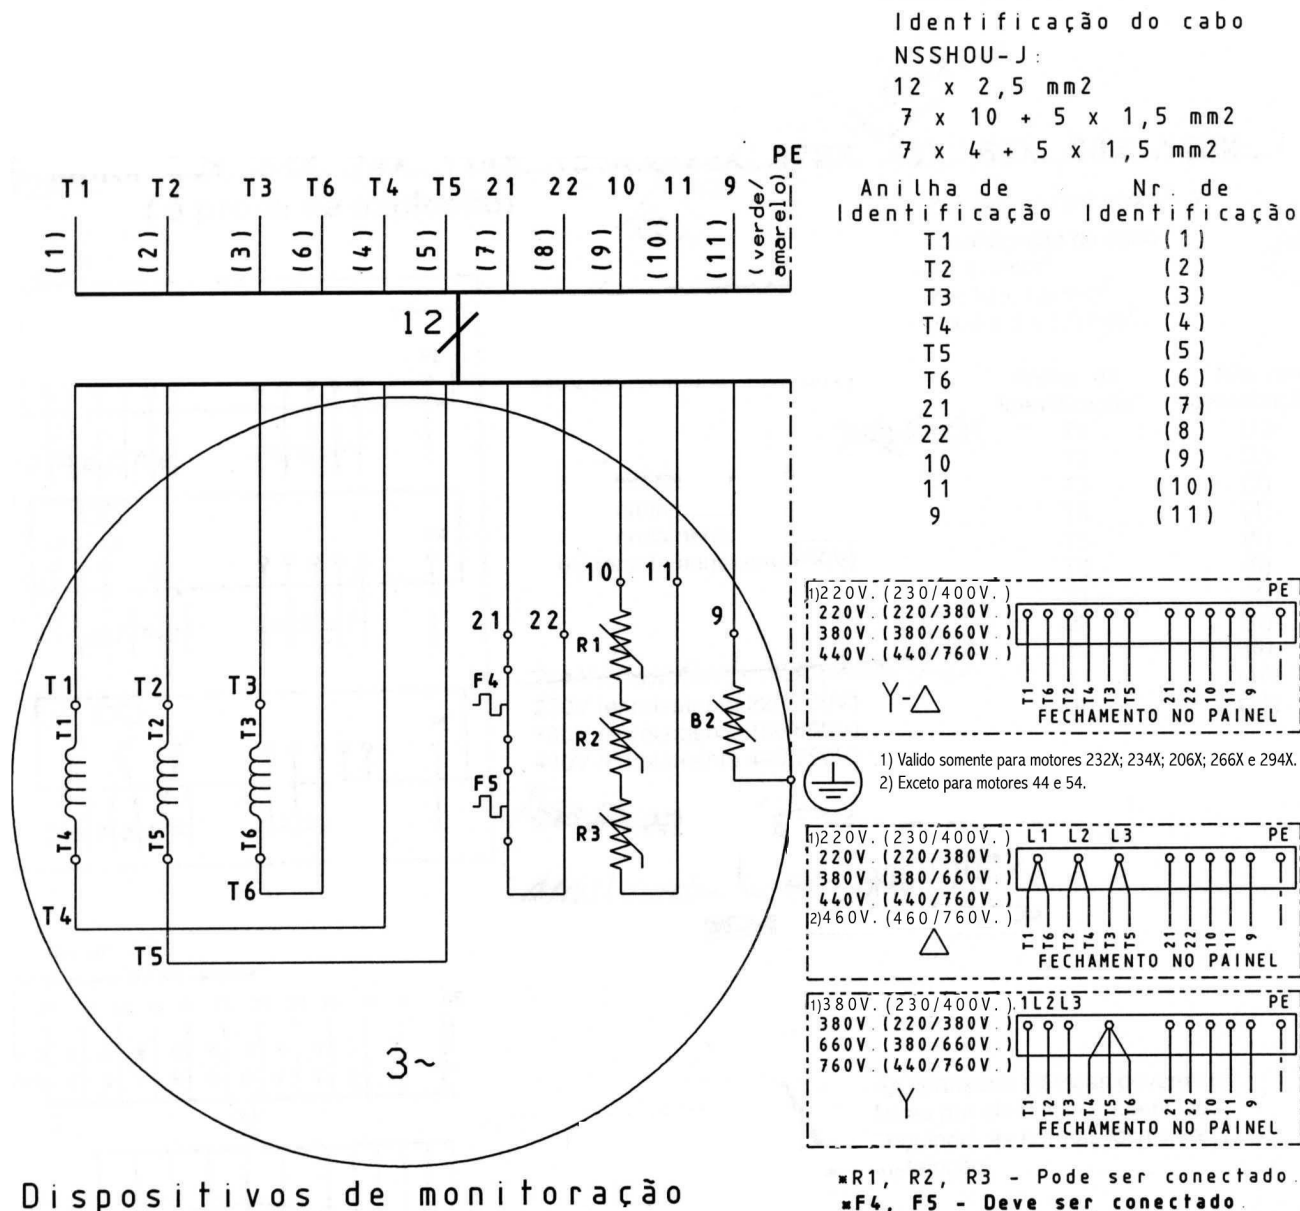 Identificação do cabo
NSSHOU-J:
12 x 2,5 mm2
7 x 10 + 5 x 1,5 mm2
7 x 4 + 5 x 1,5 mm2
PE
T1 T2 T3 T6 T4 T5 21 22 10 11 9
(1) (2) (3) (6) (4) (5) (7) (8) (9) (10) (11) (verde/
amarelo)
12
Anilha de Nr. de
Identificação Identificação
T1 (1)
T2 (2)
T3 (3)
T4 (4)
T5 (5)
T6 (6)
21 (7)
22 (8)
10 (9)
11 (10)
9 (11)
10 11
21 22 9
R1
F4
T1 T2 T3
T1 T2 T3
R2 B2
F5
R3
T4 T5 T6
T6
T4
T5
3~
1)220V.(230/400V.) PE
220V.(220/380V.)
380V.(380/660V.)
440V.(440/760V.)
Y-△
T1 T6 T2 T4 T3 T5 21 22 10 11 9
FECHAMENTO NO PAINEL
1) Valido somente para motores 232X; 234X; 206X; 266X e 294X.
2) Exceto para motores 44 e 54.
1)220V.(230/400V.) L1 L2 L3 PE
220V.(220/380V.)
380V.(380/660V.)
440V.(440/760V.)
2)460V.(460/760V.)
△
T1 T6 T2 T4 T3 T5 21 22 10 11 9
FECHAMENTO NO PAINEL
1)380V.(230/400V.) 1L2L3 PE
380V.(220/380V.)
660V.(380/660V.)
760V.(440/760V.)
Y
T1 T2 T3 T4 T5 T6 21 22 10 11 9
FECHAMENTO NO PAINEL
Dispositivos de monitoração
*R1, R2, R3 - Pode ser conectado.
*F4, F5 - Deve ser conectado.